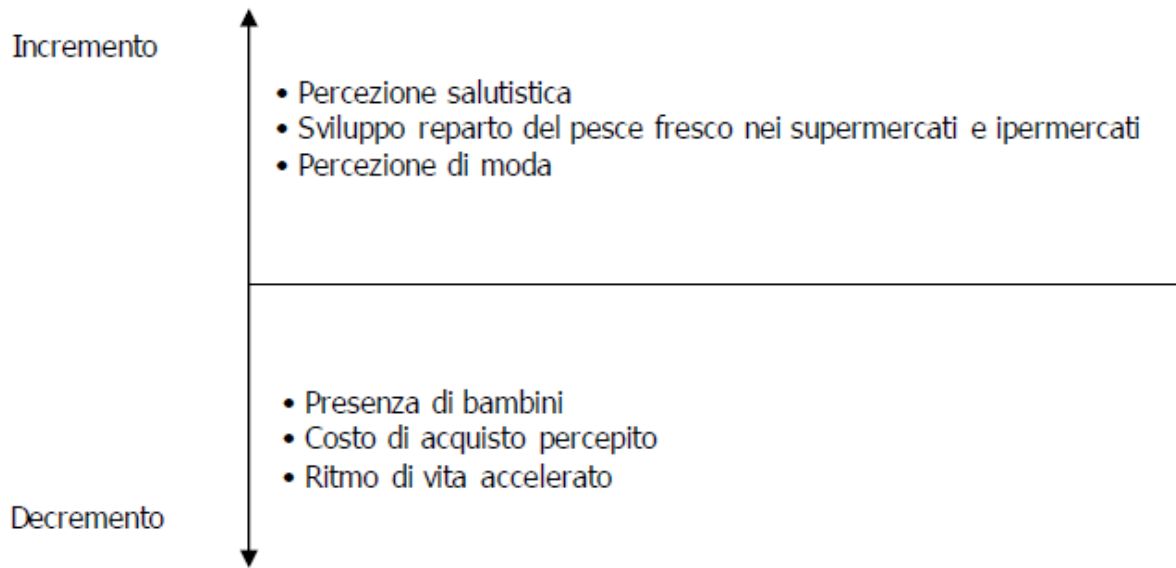 Incremento
• Percezione salutistica
• Sviluppo reparto del pesce fresco nei supermercati e ipermercati
• Percezione di moda
• Presenza di bambini
• Costo di acquisto percepito
• Ritmo di vita accelerato
Decremento